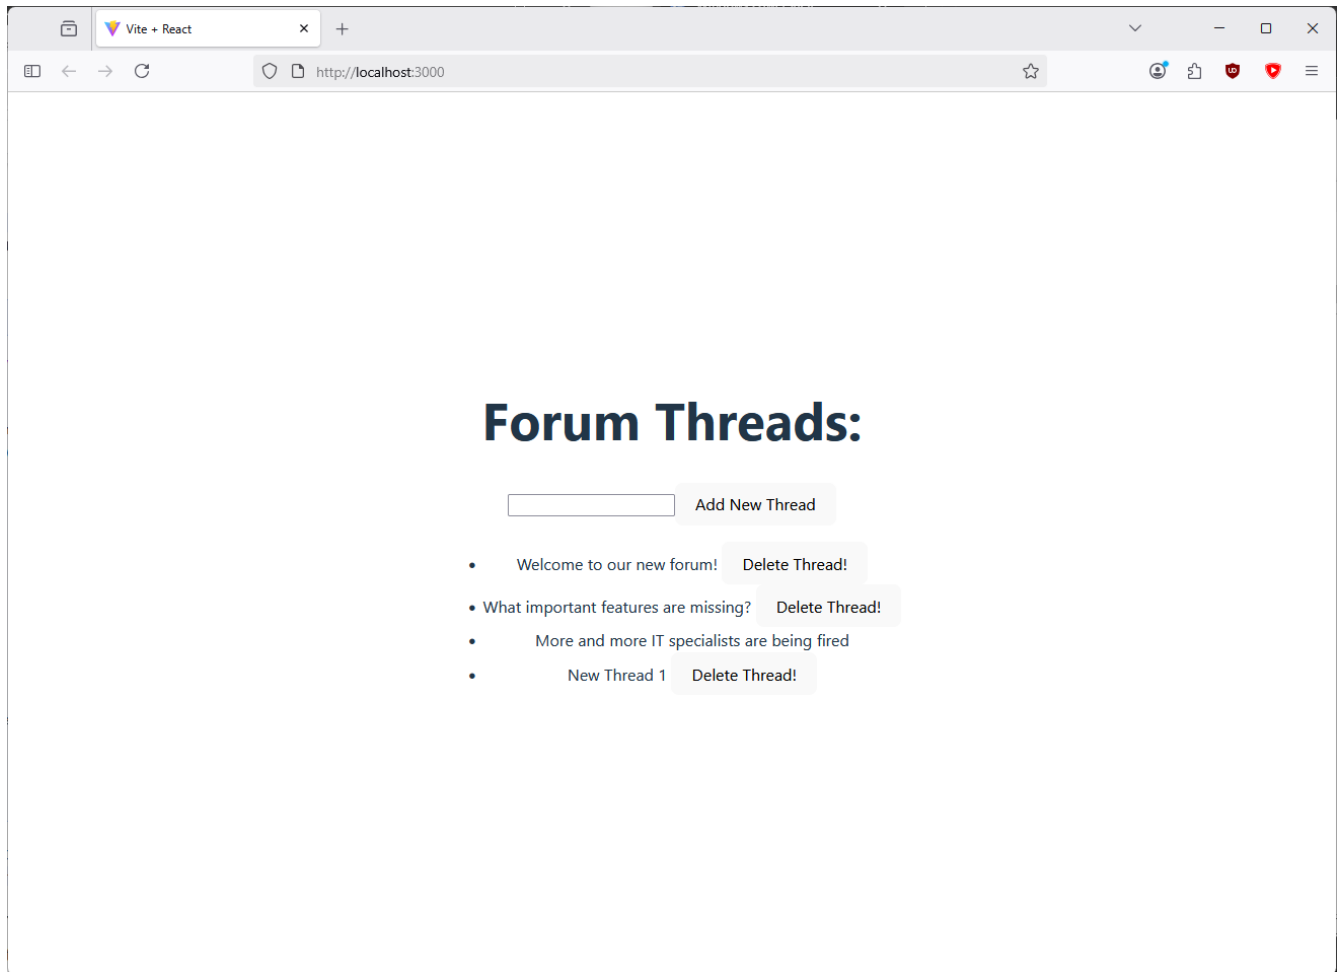 Vite + React
http://localhost:3000
Forum Threads:
Add New Thread
• Welcome to our new forum! Delete Thread!
• What important features are missing? Delete Thread!
• More and more IT specialists are being fired
• New Thread 1 Delete Thread!